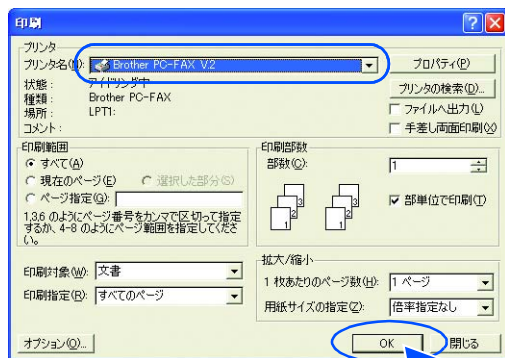 印刷
プリンタ
プリンタ名(N): Brother PC-FAX V.2 プロパティ(P)
状態: アイドリング中 プリンタの検索(D)...
種類: Brother PC-FAX
場所: LPT1: ファイルへ出力(L)
コメント: 手差し両面印刷(X)
印刷範囲
すべて(A)
現在のページ(E) 選択した部分(S)
ページ指定(G):
1,3,6 のようにページ番号をカンマで区切って指定
するか、4-8 のようにページ範囲を指定してくださ
い。
印刷部数
部数(C): 1
部単位で印刷(T)
印刷対象(W): 文書
印刷指定(R): すべてのページ
拡大/縮小
1 枚あたりのページ数(H): 1 ページ
用紙サイズの指定(Z): 倍率指定なし
オプション(O)... OK 閉じる